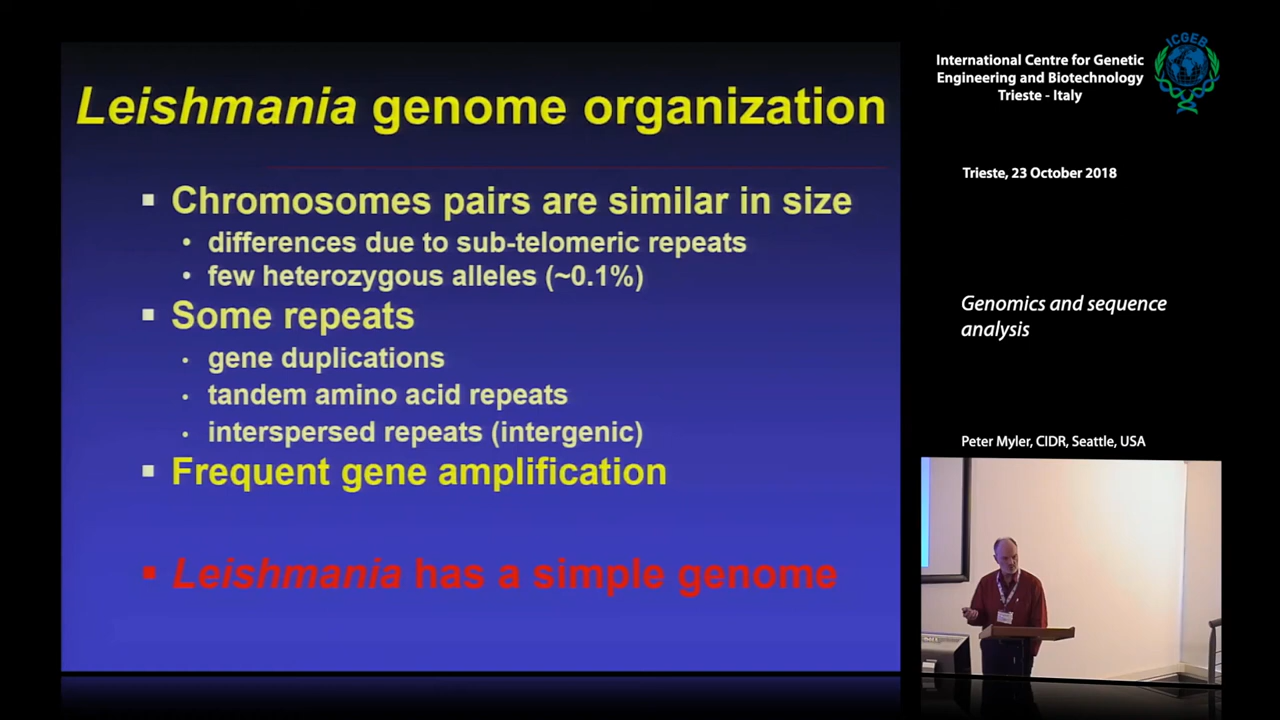 Leishmania genome organization
▪ Chromosomes pairs are similar in size
• differences due to sub-telomeric repeats
• few heterozygous alleles (~0.1%)
▪ Some repeats
• gene duplications
• tandem amino acid repeats
• interspersed repeats (intergenic)
▪ Frequent gene amplification
▪ Leishmania has a simple genome
ICGEB
International Centre for Genetic
Engineering and Biotechnology
Trieste - Italy
Trieste, 23 October 2018
Genomics and sequence
analysis
Peter Myler, CIDR, Seattle, USA